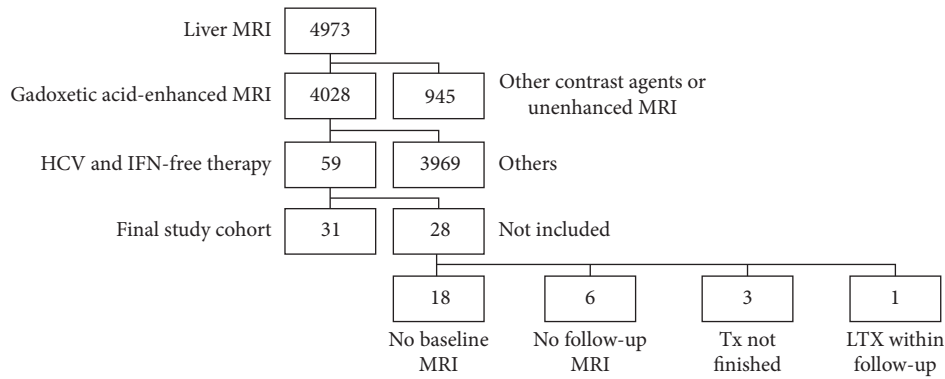 Liver MRI 4973
Gadoxetic acid-enhanced MRI 4028 945 Other contrast agents or
unenhanced MRI
HCV and IFN-free therapy 59 3969 Others
Final study cohort 31 28 Not included
18 6 3 1
No baseline No follow-up Tx not LTX within
MRI MRI finished follow-up